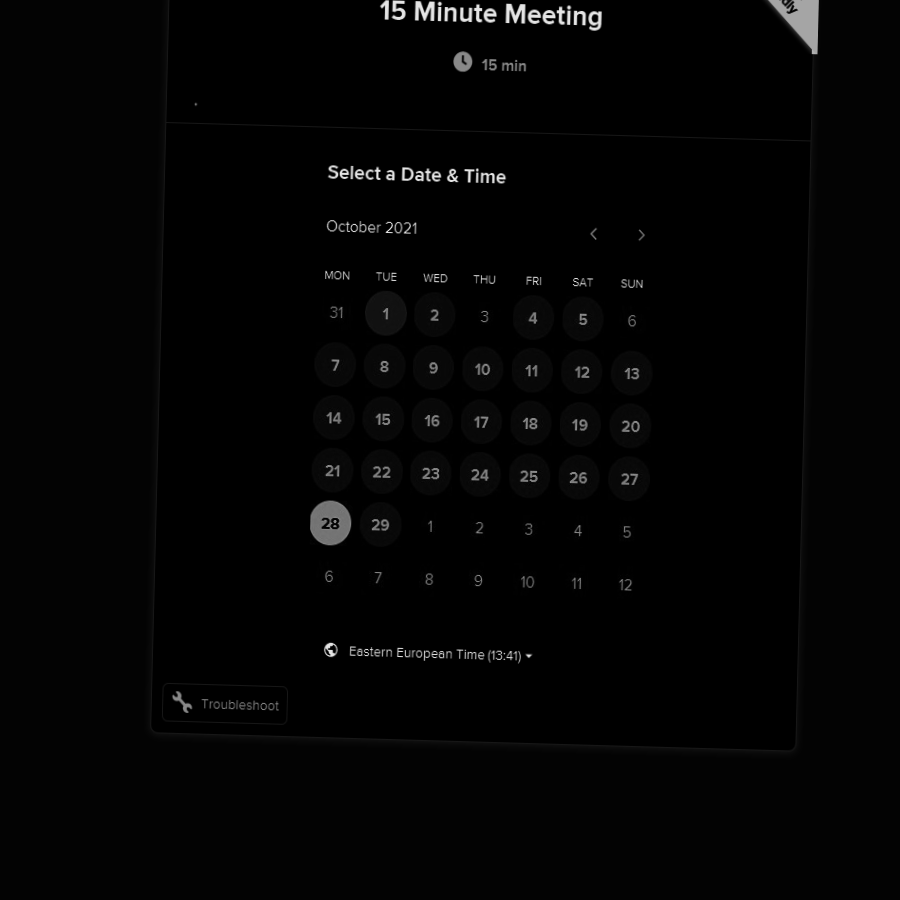 15 Minute Meeting
15 min
Select a Date & Time
October 2021
MON TUE WED THU FRI SAT SUN
31 1 2 3 4 5 6
7 8 9 10 11 12 13
14 15 16 17 18 19 20
21 22 23 24 25 26 27
28 29 1 2 3 4 5
6 7 8 9 10 11 12
Eastern European Time (13:41)
Troubleshoot